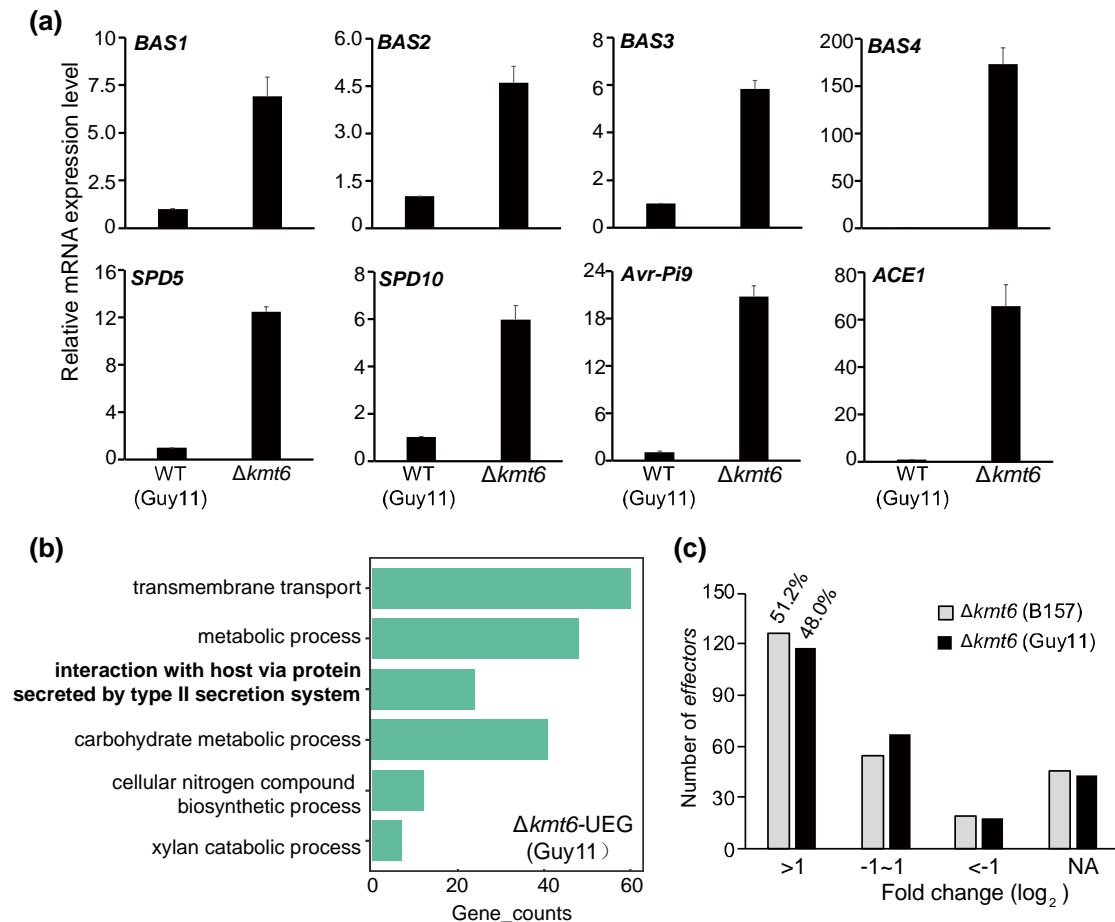 (a)
Relative mRNA expression level
BAS1
10
7.5
5.0
2.5
0
BAS2
6.0
4.5
3.0
1.5
0
BAS3
8
6
4
2
0
BAS4
200
150
100
50
0
SPD5
16
12
8
4
0
WT
(Guy11)
Δkmt6
SPD10
8
6
4
2
0
WT
(Guy11)
Δkmt6
Avr-Pi9
24
18
12
6
0
WT
(Guy11)
Δkmt6
ACE1
80
60
40
20
0
WT
(Guy11)
Δkmt6
(b)
transmembrane transport
metabolic process
interaction with host via protein
secreted by type II secretion system
carbohydrate metabolic process
cellular nitrogen compound
biosynthetic process
xylan catabolic process
Δkmt6-UEG
(Guy11）
0 20 40 60
Gene_counts
(c)
Number of effectors
150
120
90
60
30
0
51.2%
48.0%
Δkmt6 (B157)
Δkmt6 (Guy11)
>1 -1~1 <-1 NA
Fold change (log2)